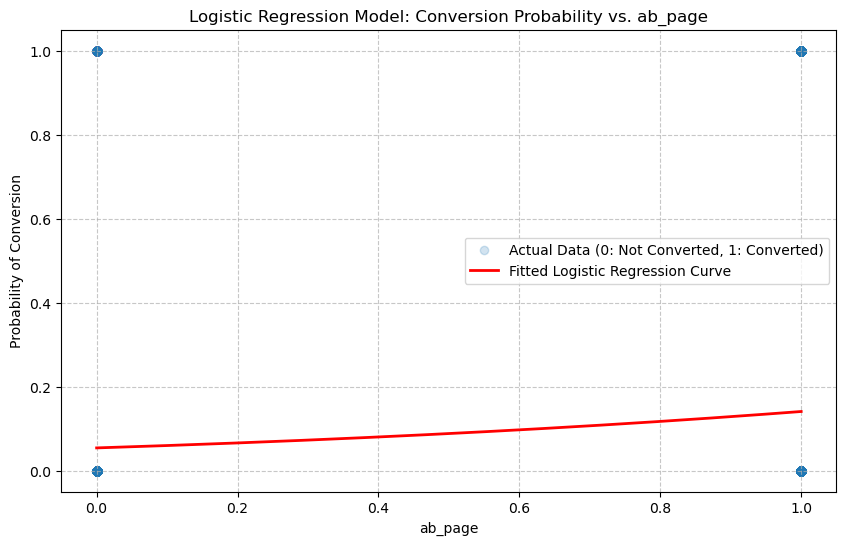 Logistic Regression Model: Conversion Probability vs. ab_page
Probability of Conversion
1.0
0.8
0.6
0.4
0.2
0.0
Actual Data (0: Not Converted, 1: Converted)
Fitted Logistic Regression Curve
0.0 0.2 0.4 0.6 0.8 1.0
ab_page